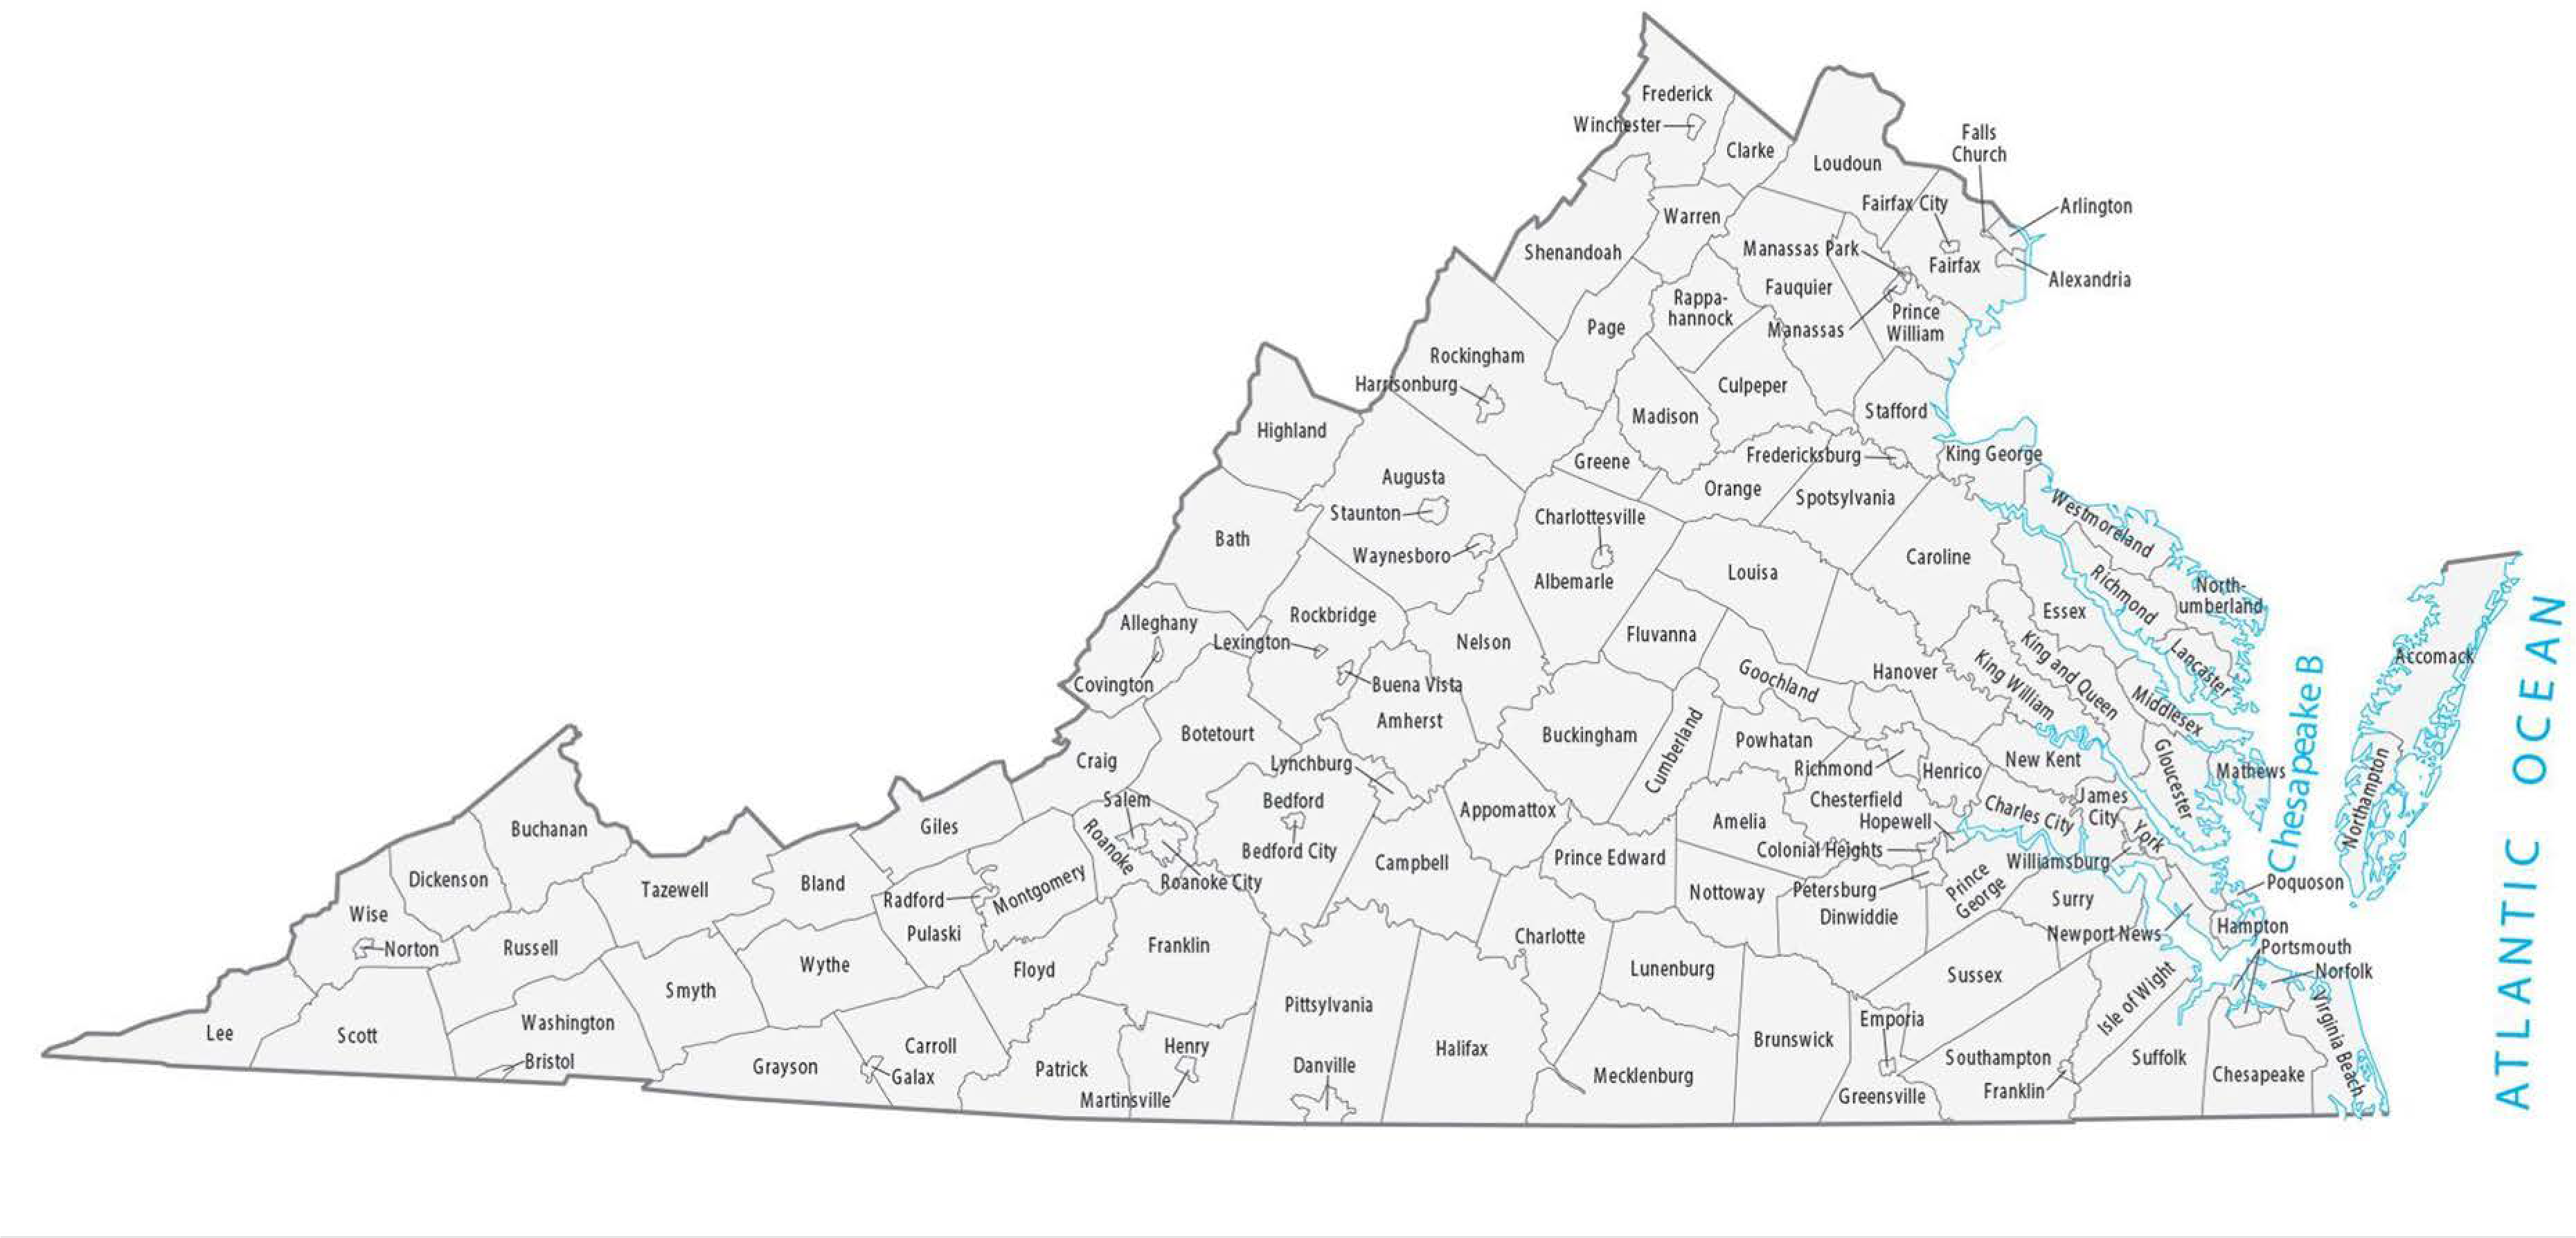 Frederick
Winchester
Clarke
Loudoun
Falls
Church
Fairfax City
Arlington
Warren
Shenandoah
Manassas Park
Fairfax
Alexandria
Fauquier
Rappa-
hannock
Page
Prince
William
Manassas
Rockingham
Harrisonburg
Culpeper
Madison
Stafford
Highland
Greene
Fredericksburg
King George
Augusta
Orange
Spotsylvania
Staunton
Charlottesville
Westmoreland
Bath
Waynesboro
Caroline
Albemarle
Louisa
Richmond
North-
umberland
Essex
Alleghany
Rockbridge
Lexington
Nelson
Fluvanna
Accomack
Covington
Buena Vista
Goochland
Hanover
King William
King and Queen
Lancaster
Middlesex
Amherst
Botetourt
Buckingham
Cumberland
Powhatan
Craig
Lynchburg
Richmond
Henrico
New Kent
Gloucester
Mathews
Chesapeake B
Northampton
ATLANTIC OCEAN
Salem
Bedford
Appomattox
Chesterfield
Hopewell
Charles City
James
City
York
Buchanan
Giles
Roanoke
Amelia
Colonial Heights
Williamsburg
Bedford City
Campbell
Prince Edward
Dickenson
Tazewell
Bland
Radford
Montgomery
Roanoke City
Nottoway
Petersburg
Prince
George
Poquoson
Surry
Wise
Dinwiddie
Pulaski
Newport News
Hampton
Norton
Russell
Wythe
Floyd
Franklin
Charlotte
Portsmouth
Lunenburg
Sussex
Norfolk
Smyth
Isle of Wight
Virginia Beach
Pittsylvania
Lee
Scott
Washington
Emporia
Bristol
Carroll
Henry
Halifax
Brunswick
Southampton
Suffolk
Grayson
Galax
Patrick
Danville
Mecklenburg
Chesapeake
Martinsville
Greensville
Franklin